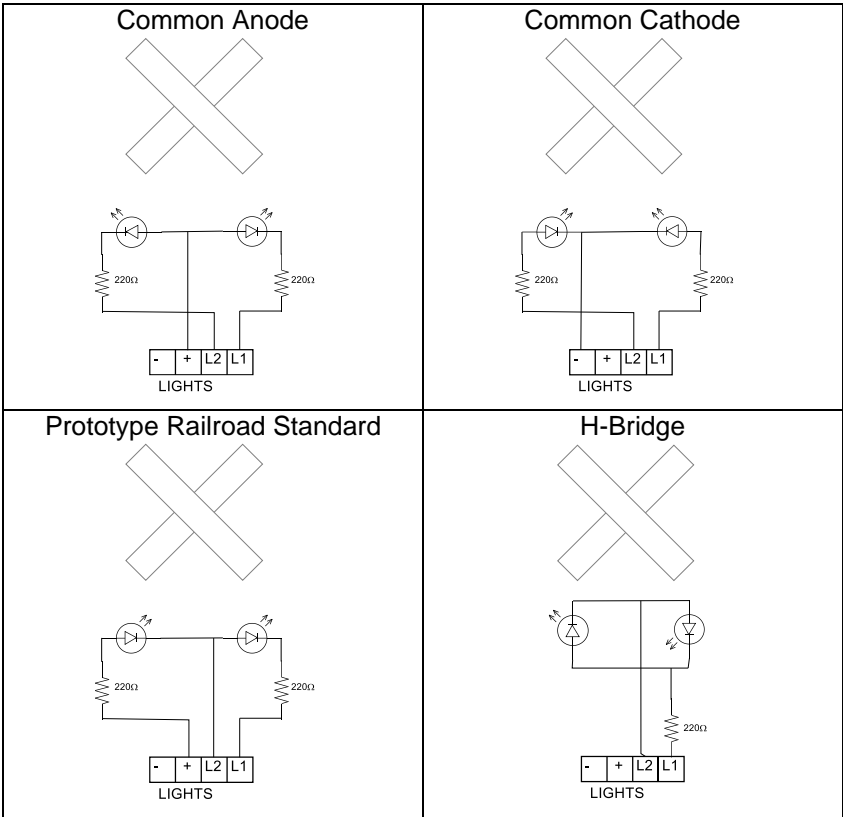 Common Anode
220Ω
220Ω
- + L2 L1
LIGHTS
Common Cathode
220Ω
220Ω
- + L2 L1
LIGHTS
Prototype Railroad Standard
220Ω
220Ω
- + L2 L1
LIGHTS
H-Bridge
220Ω
- + L2 L1
LIGHTS